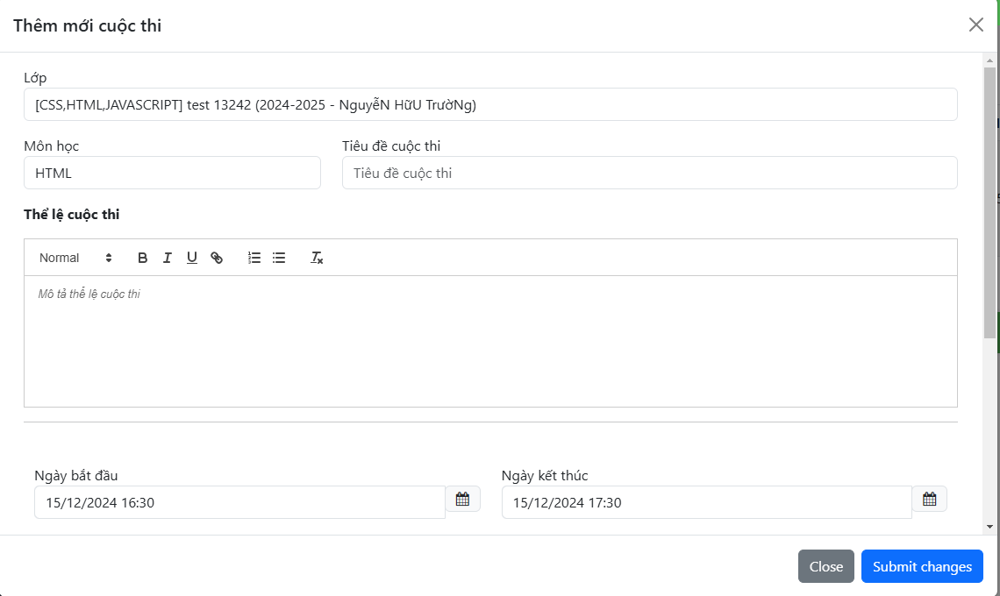 Thêm mới cuộc thi
Lớp
[CSS,HTML,JAVASCRIPT] test 13242 (2024-2025 - NguyễN HữU TrườNg)
Môn học
Tiêu đề cuộc thi
HTML
Tiêu đề cuộc thi
Thể lệ cuộc thi
Normal
Mô tả thể lệ cuộc thi
Ngày bắt đầu
Ngày kết thúc
15/12/2024 16:30
15/12/2024 17:30
Close
Submit changes